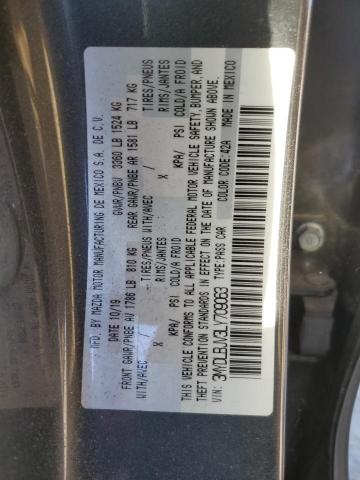 MFD. BY MAZDA MOTOR MANUFACTURING DE MEXICO S.A. DE C.V.
DATE 10/19 GVWR/PNBV 3360 LB 1524 KG
FRONT GAWR/PNBE AV 1786 LB 810 KG REAR GAWR/PNBE AR 1581 LB 717 KG
WITH/AVEC TIRES/PNEUS WITH/AVEC TIRES/PNEUS
X RIMS/JANTES X RIMS/JANTES
KPA/ PSI COLD/A FROID KPA/ PSI COLD/A FROID
THIS VEHICLE CONFORMS TO ALL APPLICABLE FEDERAL MOTOR VEHICLE SAFETY, BUMPER, AND
THEFT PREVENTION STANDARDS IN EFFECT ON THE DATE OF MANUFACTURE SHOWN ABOVE.
VIN: TYPE: PASS CAR COLOR CODE: 42A MADE IN MEXICO